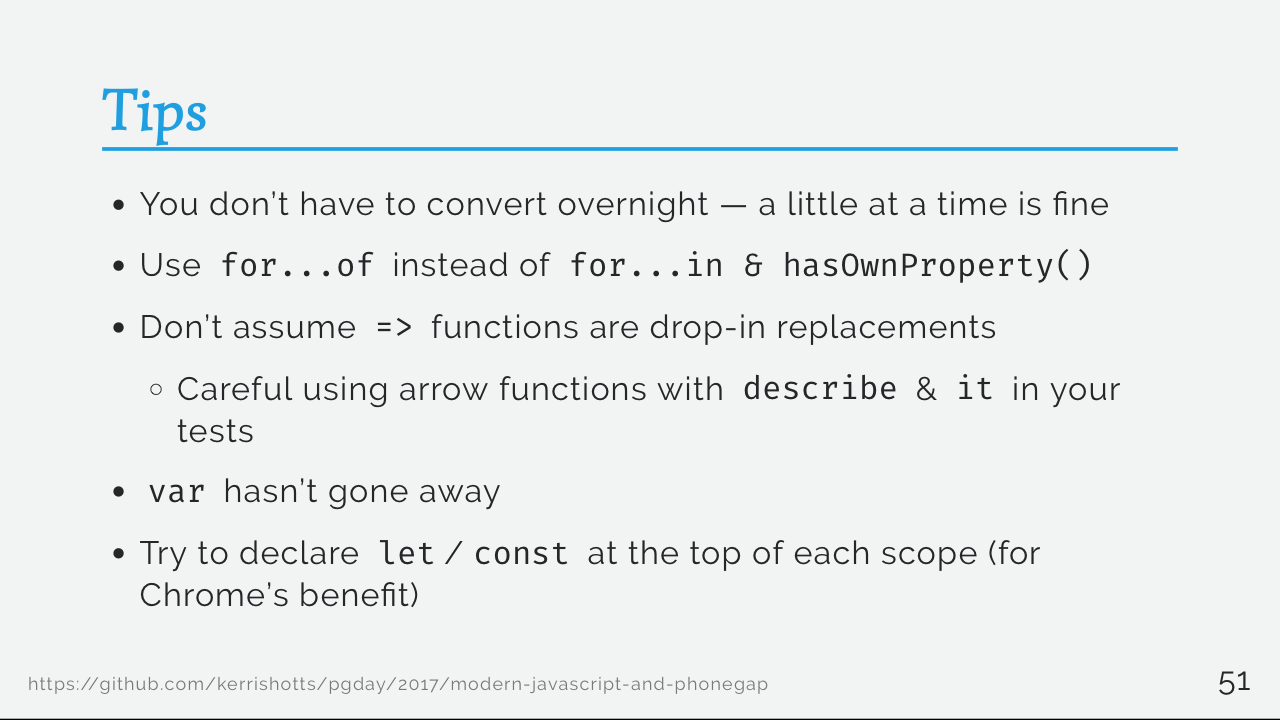 Tips
• You don’t have to convert overnight — a little at a time is fine
• Use for...of instead of for...in & hasOwnProperty()
• Don’t assume => functions are drop-in replacements
◦ Careful using arrow functions with describe & it in your
tests
• var hasn’t gone away
• Try to declare let / const at the top of each scope (for
Chrome’s benefit)
https://github.com/kerrishotts/pgday/2017/modern-javascript-and-phonegap
51